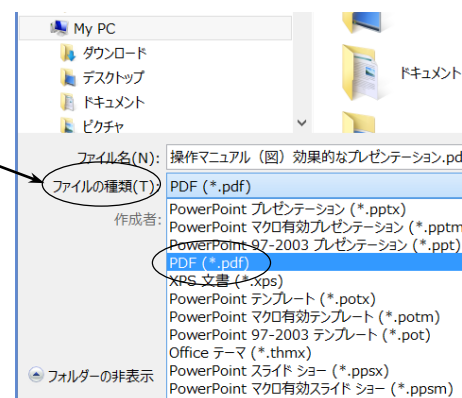 My PC
ダウンロード
デスクトップ
ドキュメント
ピクチャ
ドキュメント
ファイル名(N): 操作マニュアル（図）効果的なプレゼンテーション.pd
ファイルの種類(T): PDF (*.pdf)
作成者:
PowerPoint プレゼンテーション (*.pptx)
PowerPoint マクロ有効プレゼンテーション (*.pptm
PowerPoint 97-2003 プレゼンテーション (*.ppt)
PDF (*.pdf)
XPS 文書 (*.xps)
PowerPoint テンプレート (*.potx)
PowerPoint マクロ有効テンプレート (*.potm)
PowerPoint 97-2003 テンプレート (*.pot)
Office テーマ (*.thmx)
PowerPoint スライド ショー (*.ppsx)
PowerPoint マクロ有効スライド ショー (*.ppsm)
フォルダーの非表示